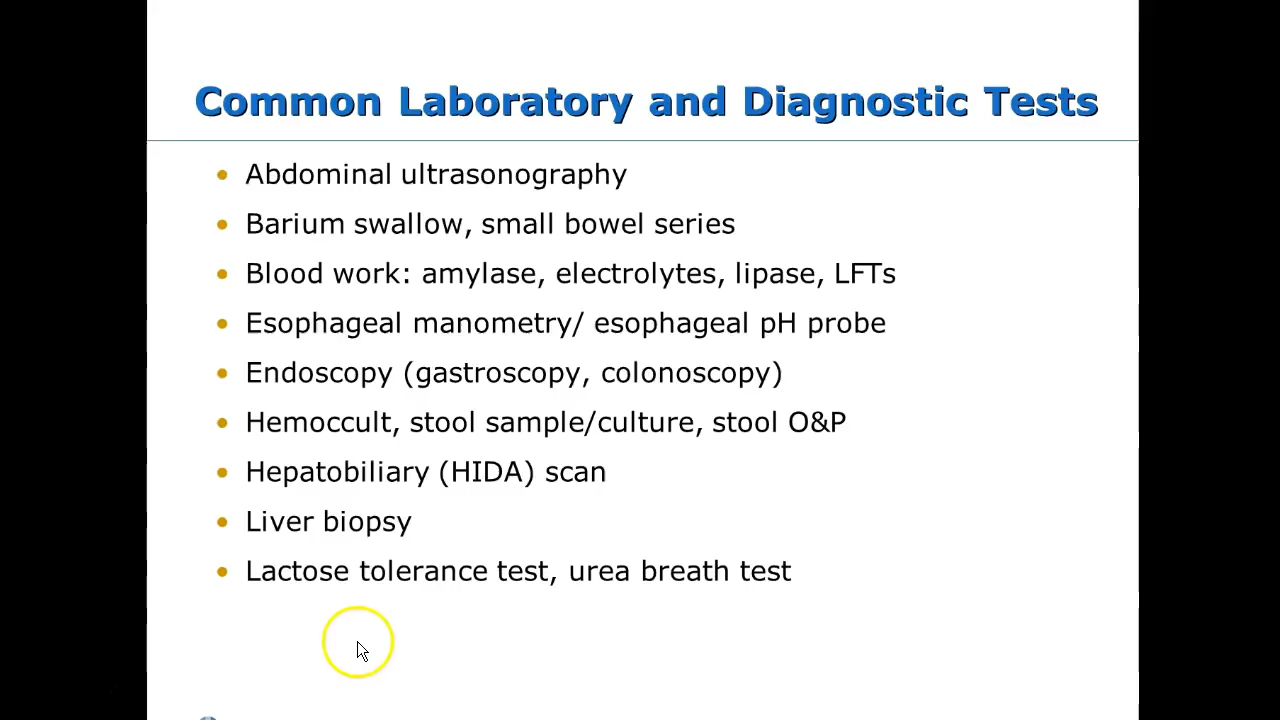 Common Laboratory and Diagnostic Tests
• Abdominal ultrasonography
• Barium swallow, small bowel series
• Blood work: amylase, electrolytes, lipase, LFTs
• Esophageal manometry/ esophageal pH probe
• Endoscopy (gastroscopy, colonoscopy)
• Hemoccult, stool sample/culture, stool O&P
• Hepatobiliary (HIDA) scan
• Liver biopsy
• Lactose tolerance test, urea breath test